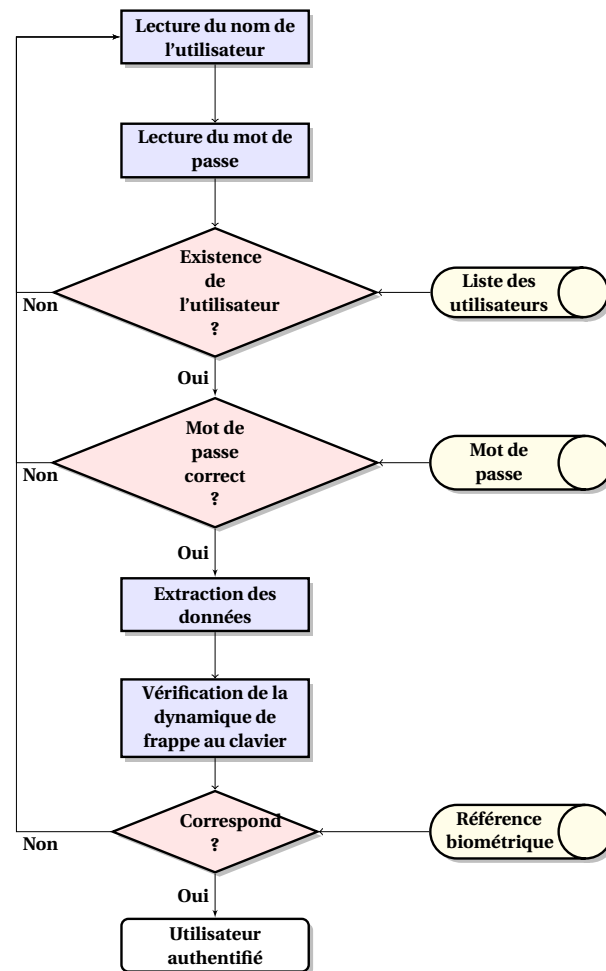 Lecture du nom de
l'utilisateur
Lecture du mot de
passe
Existence
de
l'utilisateur
?
Non
Liste des
utilisateurs
Oui
Mot de
passe
correct
?
Non
Mot de
passe
Oui
Extraction des
données
Vérification de la
dynamique de
frappe au clavier
Correspond
?
Non
Référence
biométrique
Oui
Utilisateur
authentifié